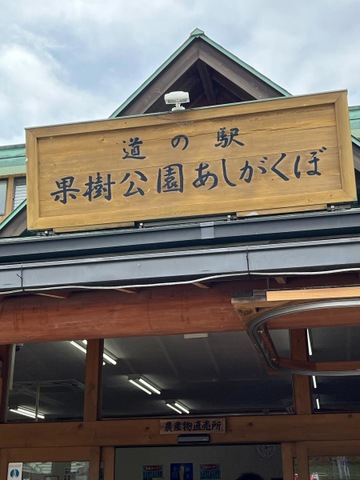 道の駅
果樹公園あしがくぼ
農産物直売所